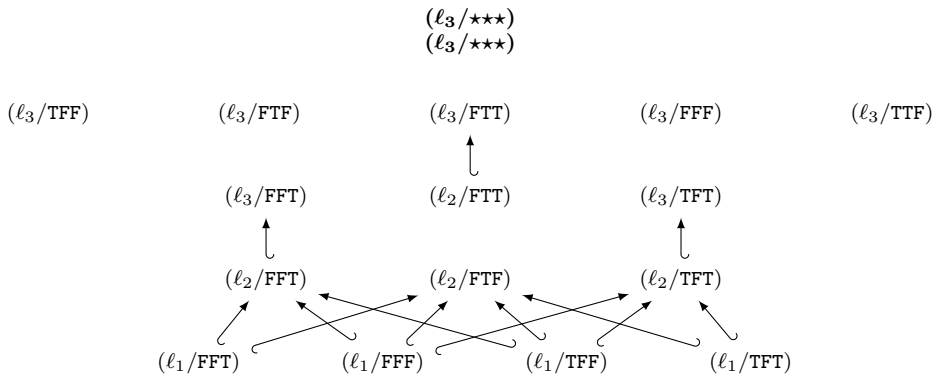 (ℓ₃/⋆⋆⋆)
(ℓ₃/⋆⋆⋆)
(ℓ₃/TFF) (ℓ₃/FTF) (ℓ₃/FTT) (ℓ₃/FFF) (ℓ₃/TTF)
(ℓ₃/FFT) (ℓ₂/FTT) (ℓ₃/TFT)
(ℓ₂/FFT) (ℓ₂/FTF) (ℓ₂/TFT)
(ℓ₁/FFT) (ℓ₁/FFF) (ℓ₁/TFF) (ℓ₁/TFT)